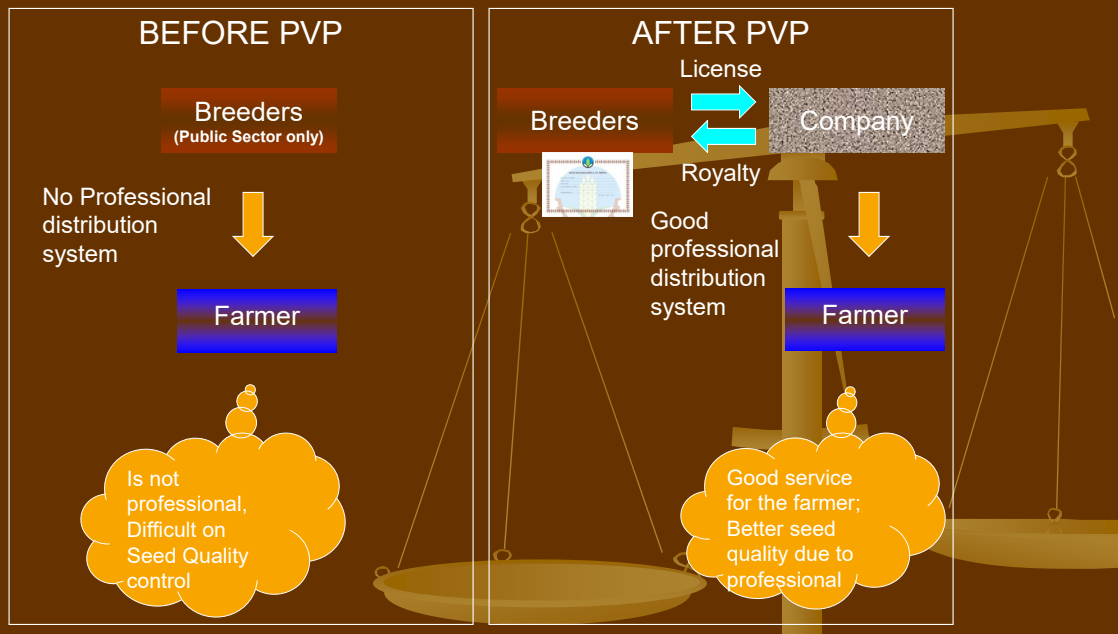 BEFORE PVP
Breeders
(Public Sector only)
No Professional
distribution
system
Farmer
Is not
professional,
Difficult on
Seed Quality
control
AFTER PVP
License
Breeders
Company
Royalty
Good
professional
distribution
system
Farmer
Good service
for the farmer;
Better seed
quality due to
professional